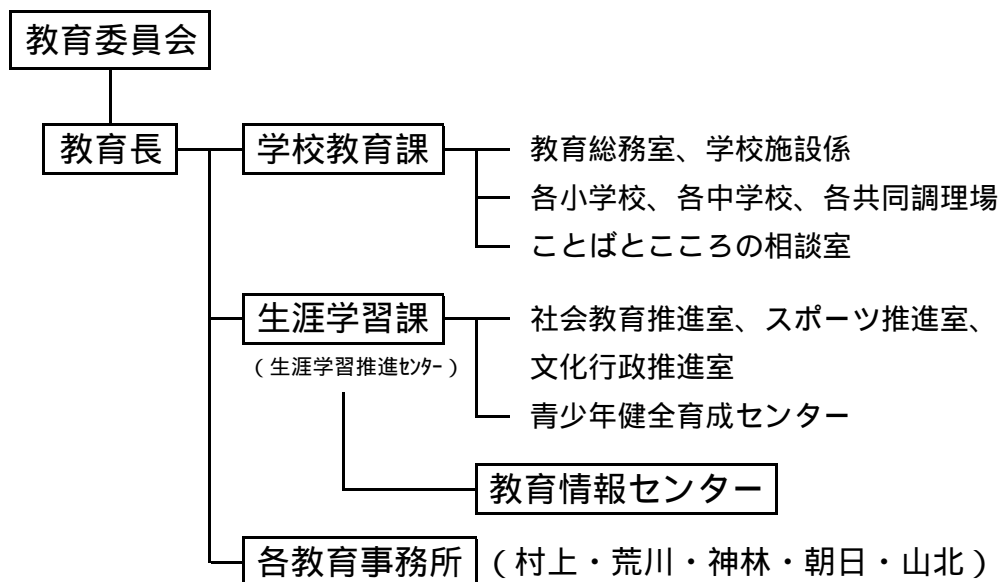 教育委員会
教育長
学校教育課
教育総務室、学校施設係
各小学校、各中学校、各共同調理場
ことばとこころの相談室
生涯学習課
（生涯学習推進ｾﾝﾀｰ）
社会教育推進室、スポーツ推進室、
文化行政推進室
青少年健全育成センター
教育情報センター
各教育事務所
（村上・荒川・神林・朝日・山北）